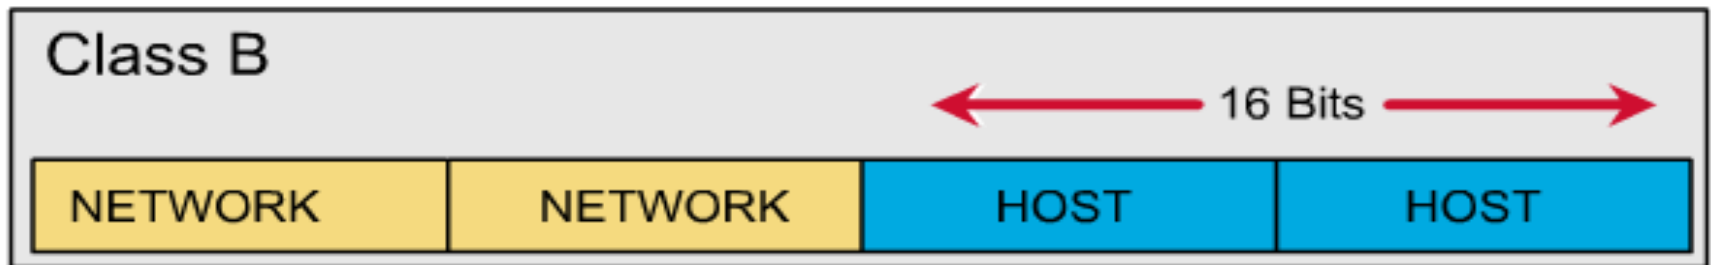 Class B
16 Bits
NETWORK NETWORK HOST HOST